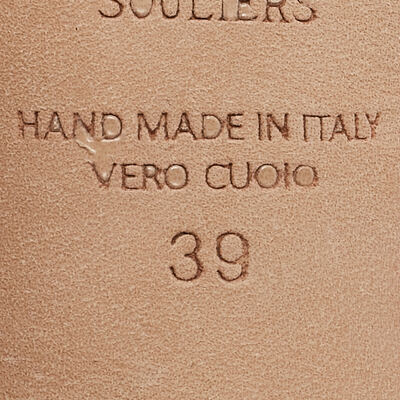 SOULIERS
HAND MADE IN ITALY
VERO CUOIO
39